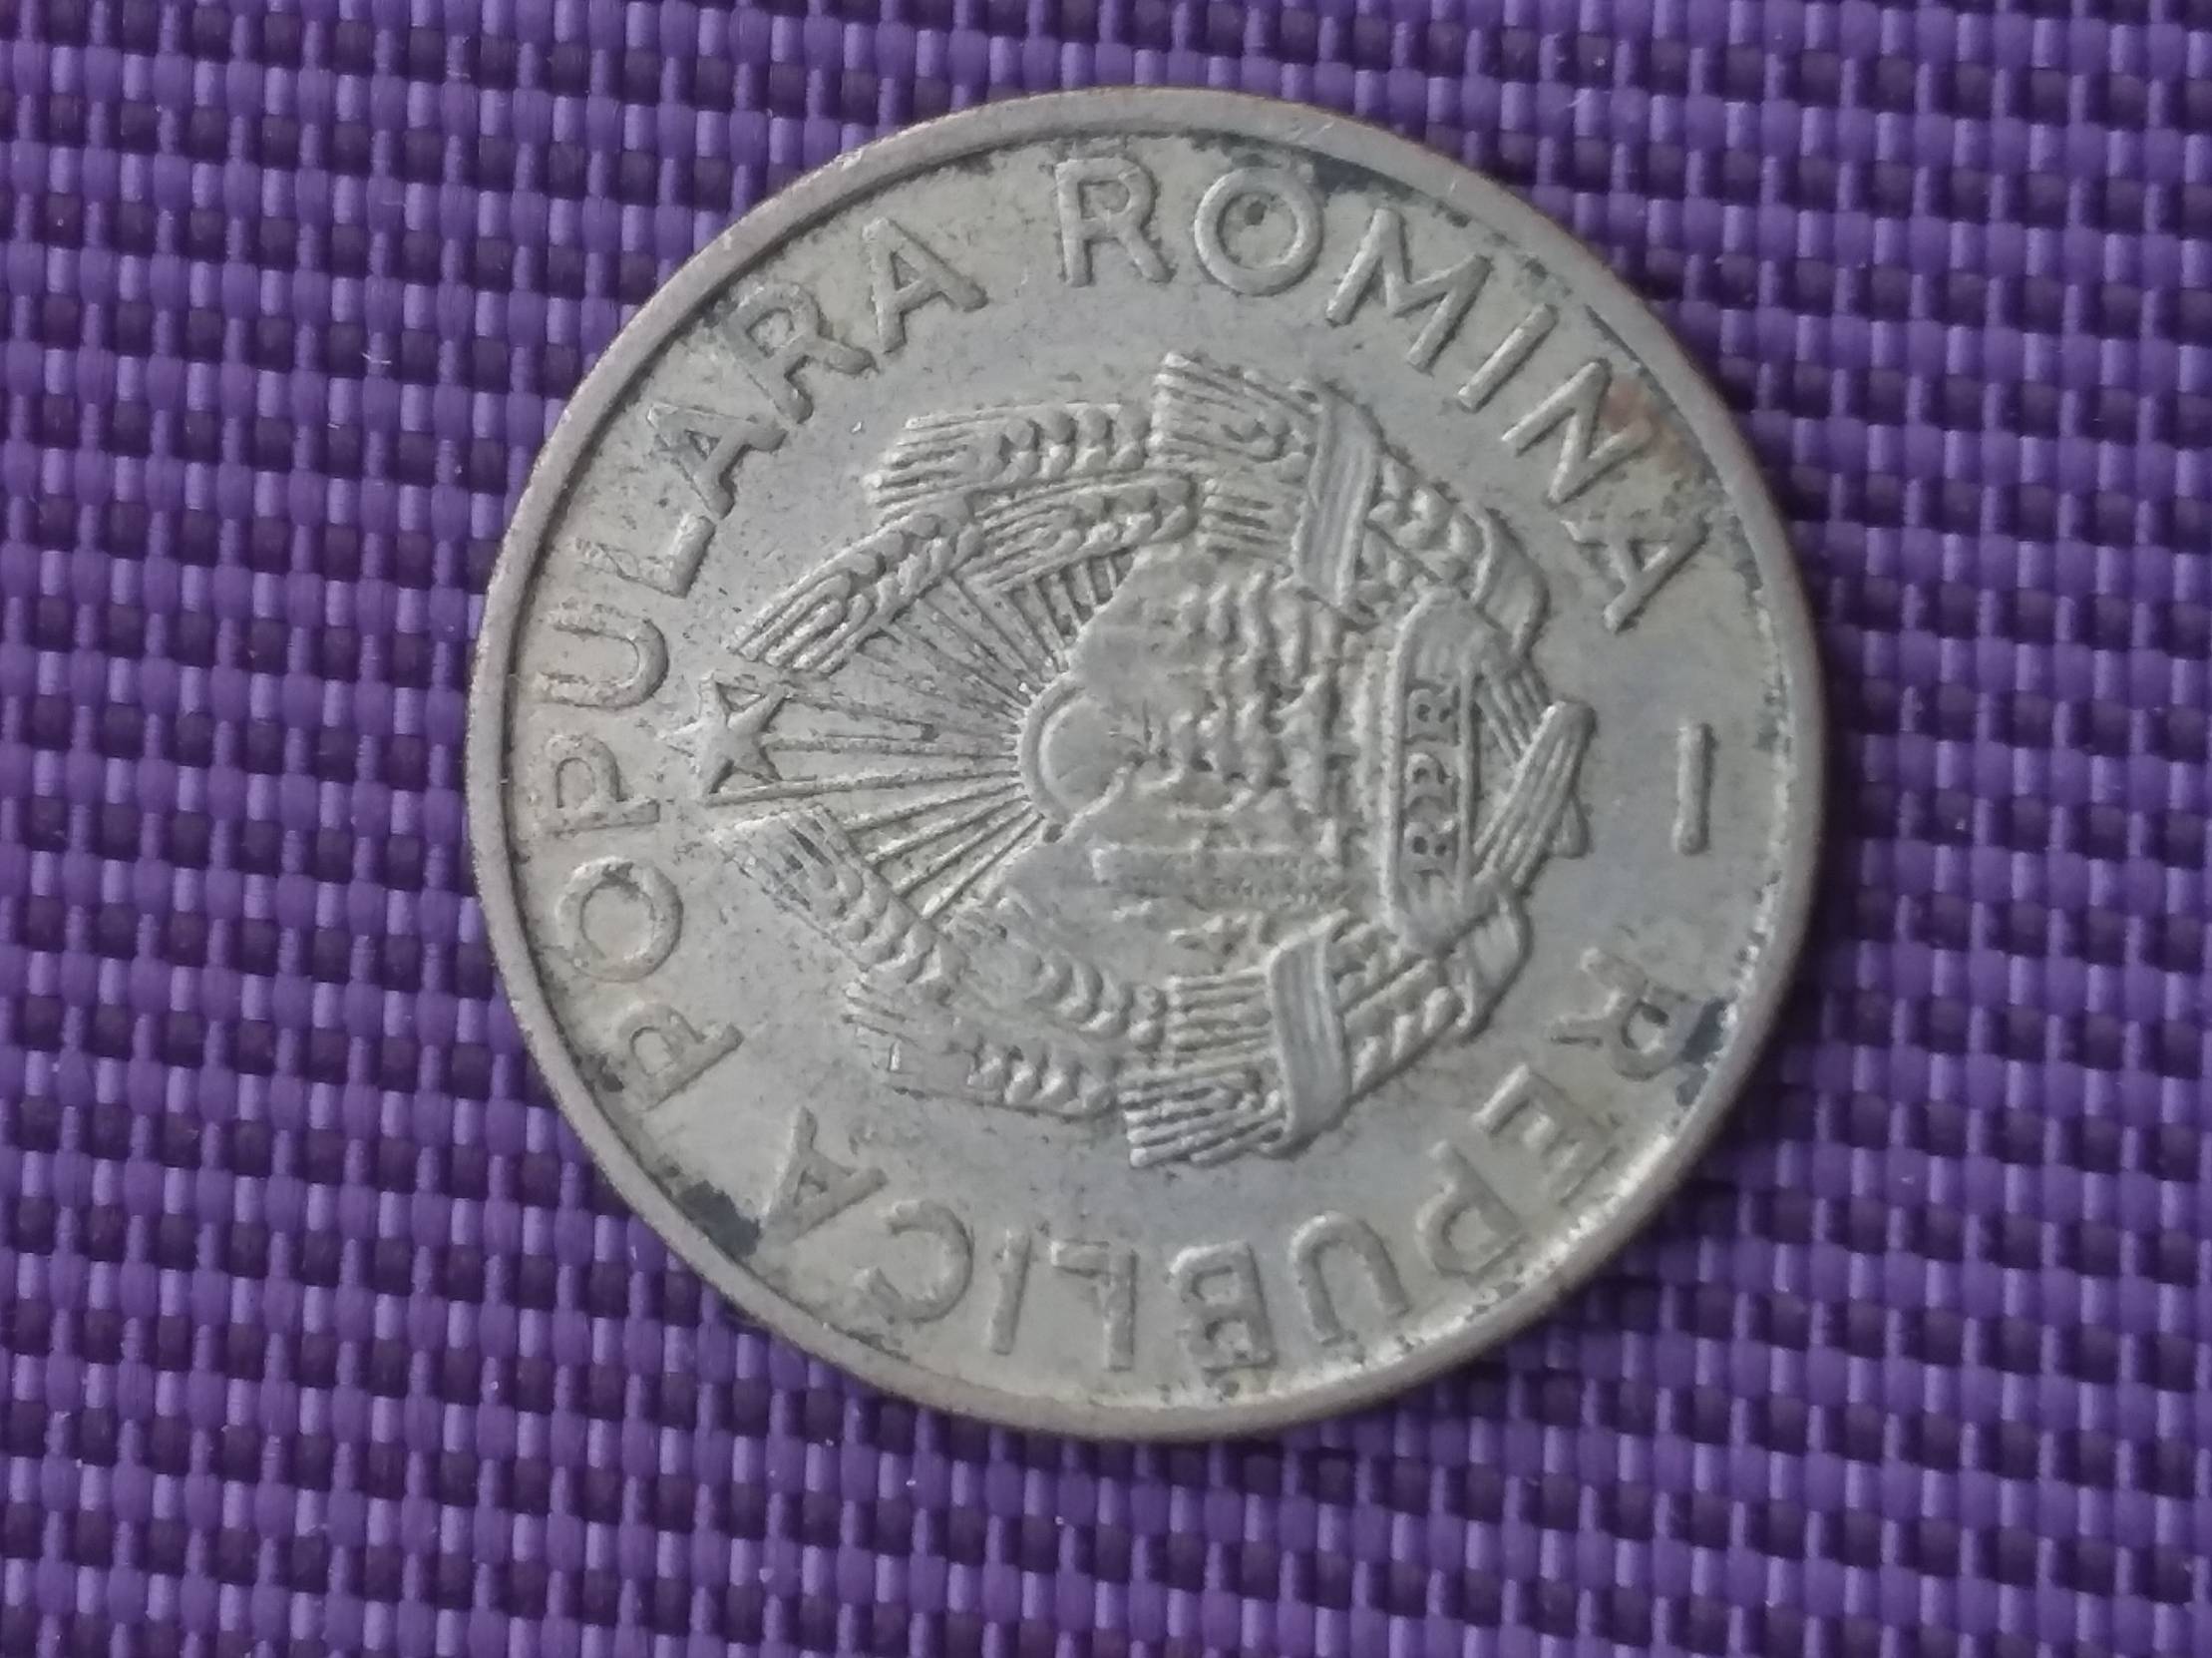 REPUBLICA POPULARA ROMINA –
RPR